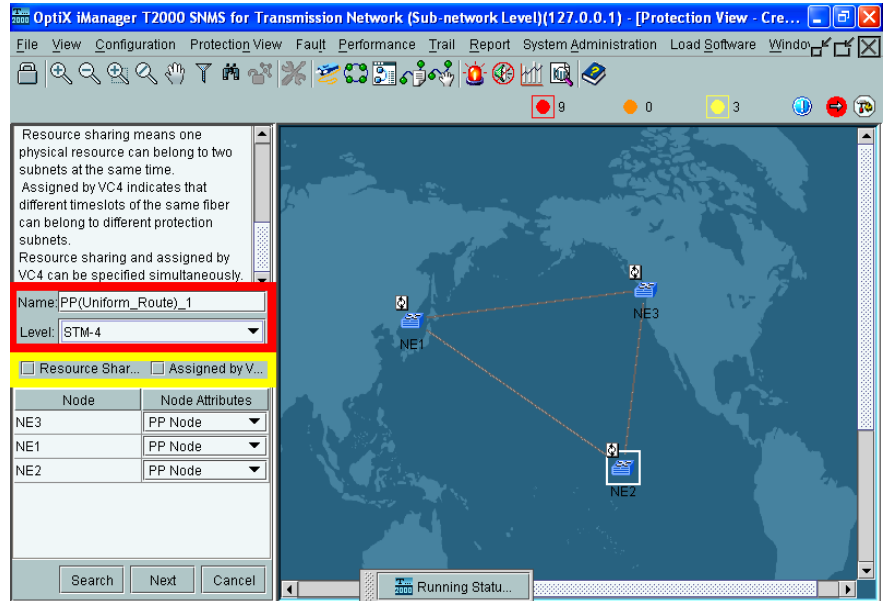 OptiX iManager T2000 SNMS for Transmission Network (Sub-network Level)(127.0.0.1) - [Protection View - Cre...
File View Configuration Protection View Fault Performance Trail Report System Administration Load Software Windo
9 0 3
Resource sharing means one
physical resource can belong to two
subnets at the same time.
Assigned by VC4 indicates that
different timeslots of the same fiber
can belong to different protection
subnets.
Resource sharing and assigned by
VC4 can be specified simultaneously.
Name: PP(Uniform_Route)_1
Level: STM-4
Resource Shar... Assigned by V...
Node Node Attributes
NE3 PP Node
NE1 PP Node
NE2 PP Node
Search Next Cancel
NE3
NE1
NE2
T... 2000 Running Statu...